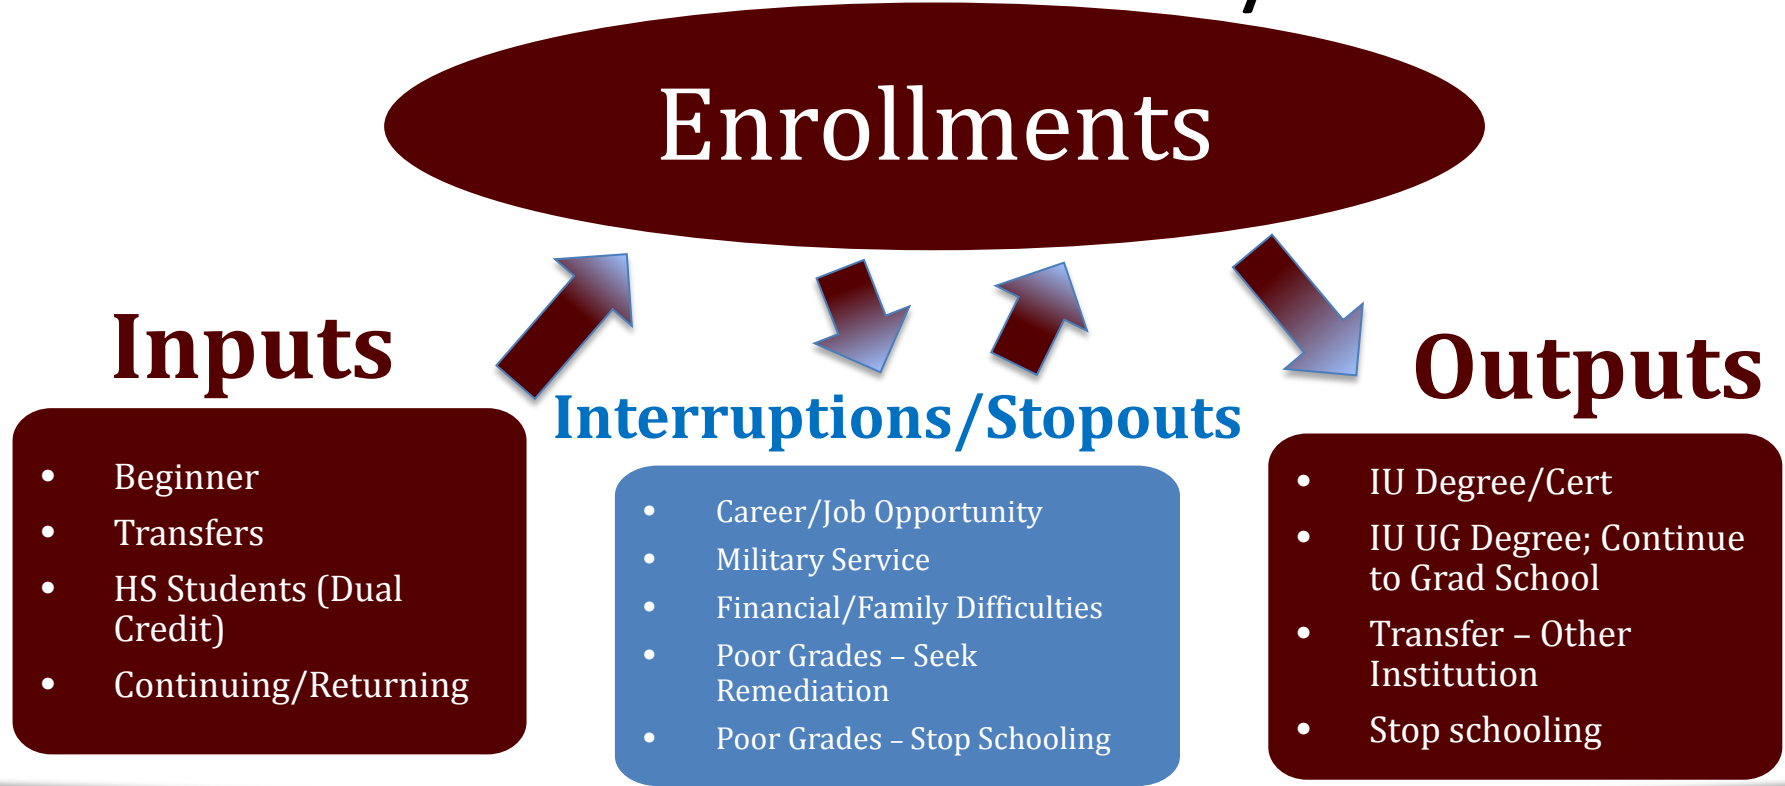 Enrollments
Inputs
• Beginner
• Transfers
• HS Students (Dual
Credit)
• Continuing/Returning
Interruptions/Stopouts
• Career/Job Opportunity
• Military Service
• Financial/Family Difficulties
• Poor Grades – Seek
Remediation
• Poor Grades – Stop Schooling
Outputs
• IU Degree/Cert
• IU UG Degree; Continue
to Grad School
• Transfer – Other
Institution
• Stop schooling